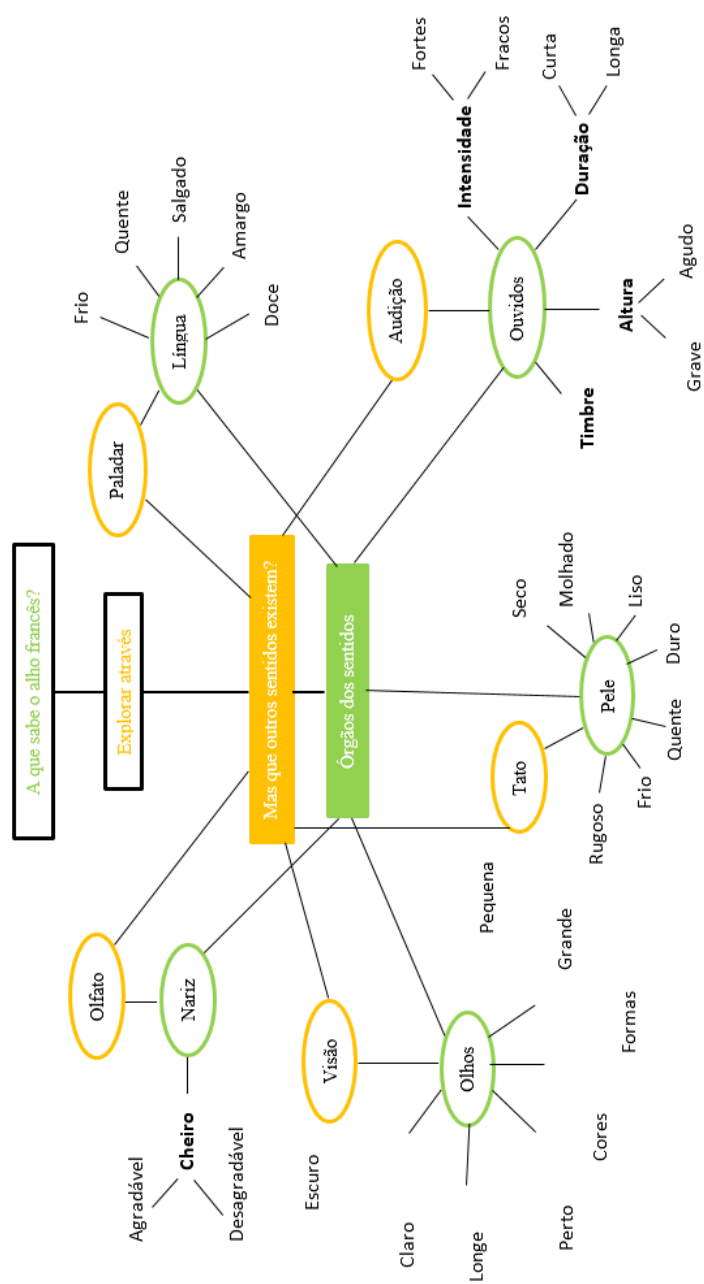 A que sabe o alho francês?
Explorar através
Mas que outros sentidos existem?
Órgãos dos sentidos
Olfato
Nariz
Cheiro
Agradável
Desagradável
Visão
Olhos
Escuro
Claro
Longe
Perto
Cores
Formas
Grande
Pequena
Tato
Pele
Rugoso
Frio
Quente
Duro
Liso
Molhado
Seco
Paladar
Língua
Frio
Quente
Salgado
Amargo
Doce
Audição
Ouvidos
Timbre
Altura
Grave
Agudo
Duração
Curta
Longa
Intensidade
Fortes
Fracos